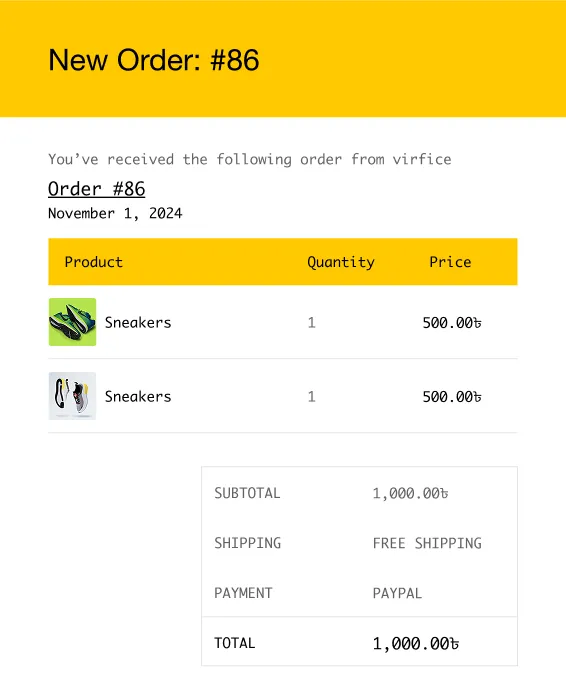 New Order: #86
You’ve received the following order from virfice
Order #86
November 1, 2024
Product Quantity Price
Sneakers 1 500.00৳
Sneakers 1 500.00৳
SUBTOTAL 1,000.00৳
SHIPPING FREE SHIPPING
PAYMENT PAYPAL
TOTAL 1,000.00৳